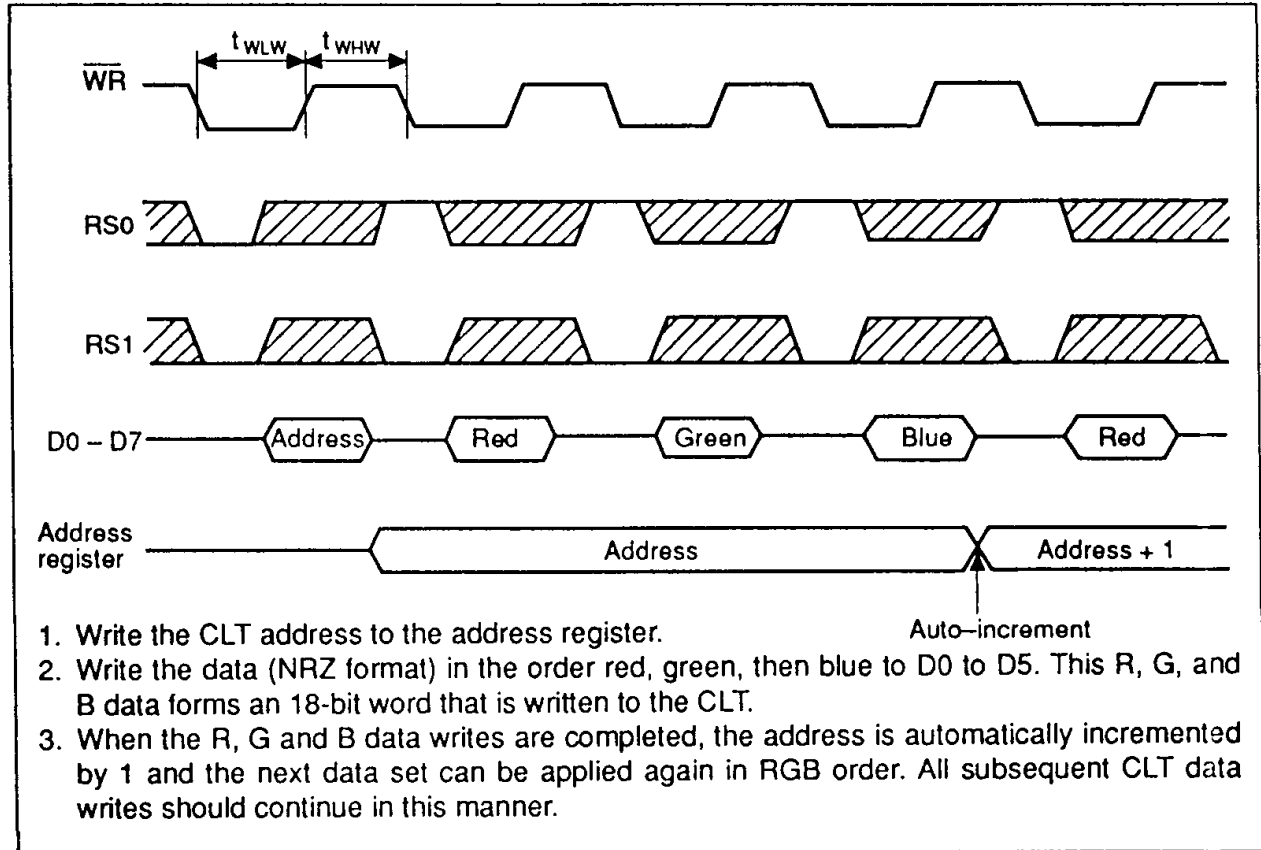 t WLW t WHW
WR
RS0
RS1
D0 – D7 Address Red Green Blue Red
Address
register Address Address + 1
Auto–increment
1. Write the CLT address to the address register.
2. Write the data (NRZ format) in the order red, green, then blue to D0 to D5. This R, G, and
B data forms an 18-bit word that is written to the CLT.
3. When the R, G and B data writes are completed, the address is automatically incremented
by 1 and the next data set can be applied again in RGB order. All subsequent CLT data
writes should continue in this manner.